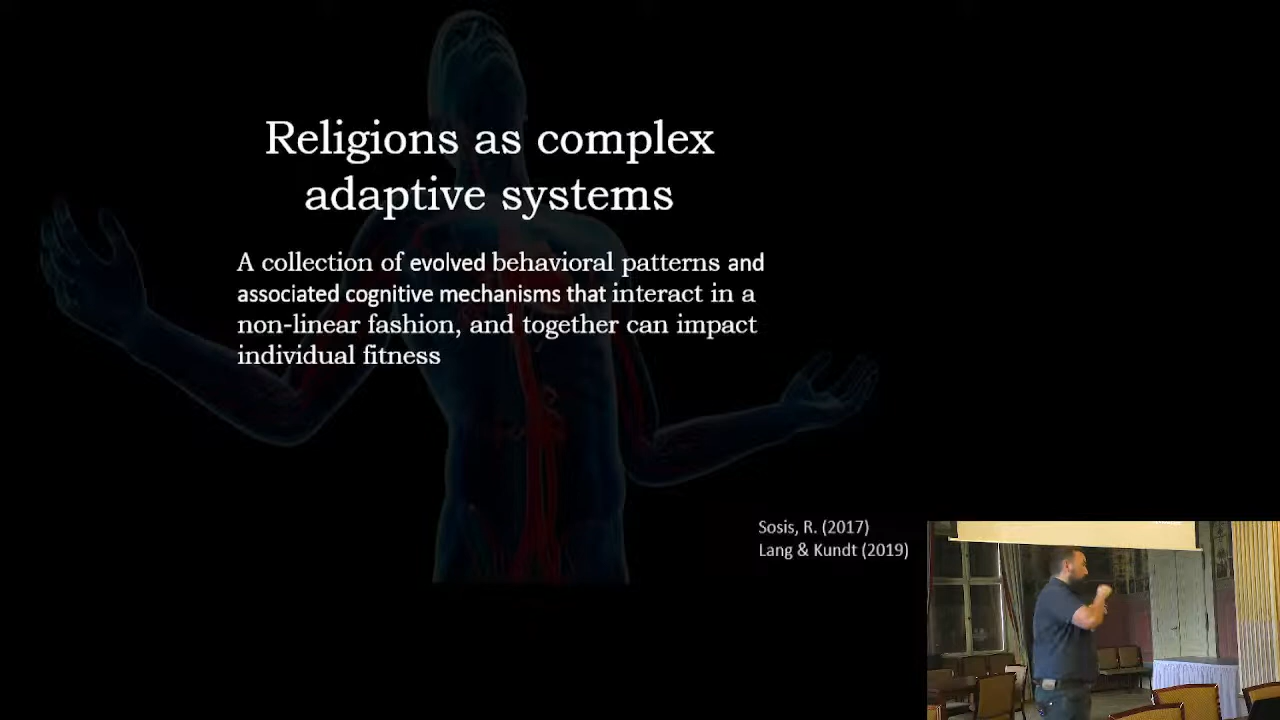 Religions as complex
adaptive systems
A collection of evolved behavioral patterns and
associated cognitive mechanisms that interact in a
non-linear fashion, and together can impact
individual fitness
Sosis, R. (2017)
Lang & Kundt (2019)